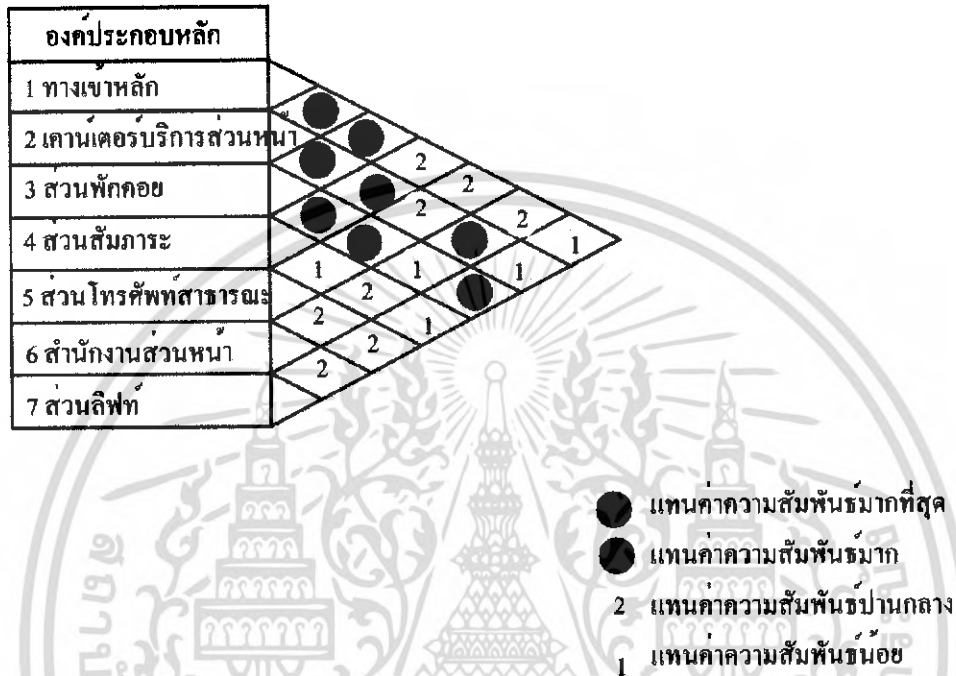 องค์ประกอบหลัก
1 ทางเข้าหลัก
2 เคาน์เตอร์บริการส่วนหน้า
3 ส่วนพักคอย
4 ส่วนสัมภาระ
5 ส่วนโทรศัพท์สาธารณะ
6 สำนักงานส่วนหน้า
7 ส่วนลิฟท์
2
2
2
2
1
1
1
1
2
1
2
2
2
แทนค่าความสัมพันธ์มากที่สุด
แทนค่าความสัมพันธ์มาก
2 แทนค่าความสัมพันธ์ปานกลาง
1 แทนค่าความสัมพันธ์น้อย